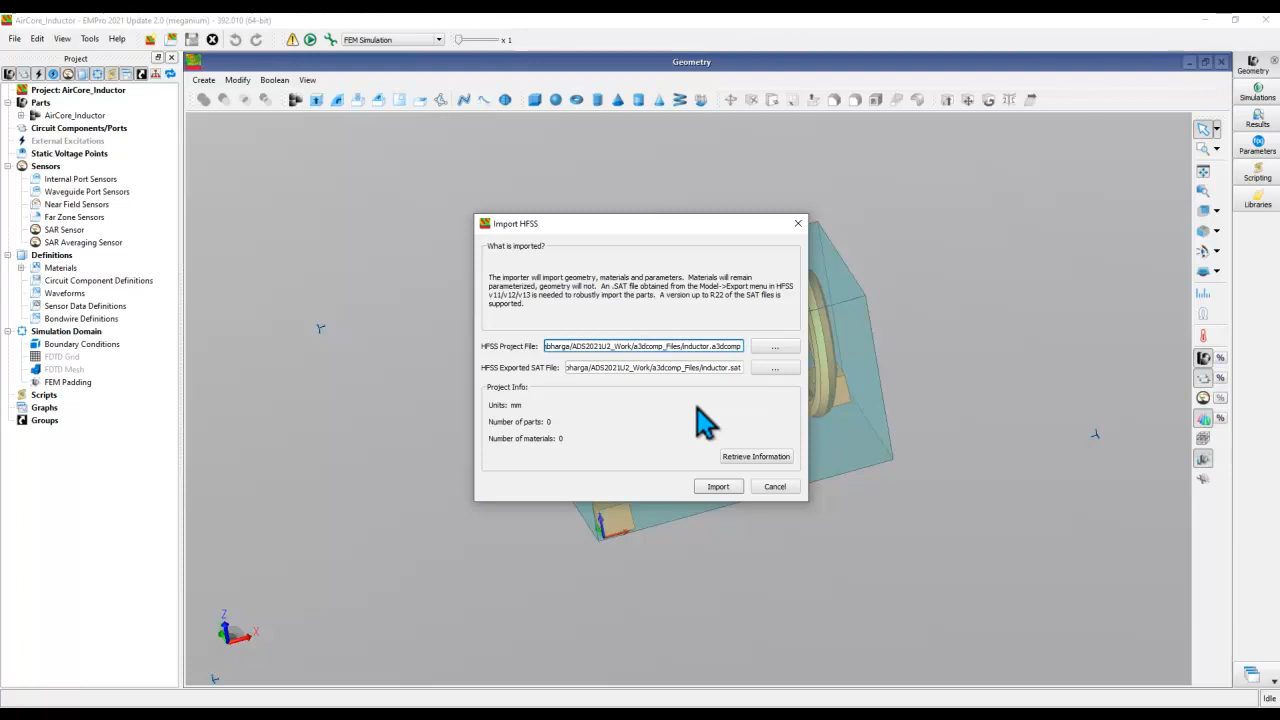 AirCore_Inductor - EMPro 2021 Update 2.0 (meganium) - 392.010 (64-bit)
File Edit View Tools Help
FEM Simulation
x 1
Project
Geometry
Create Modify Boolean View
Project: AirCore_Inductor
Parts
AirCore_Inductor
Circuit Components/Ports
External Excitations
Static Voltage Points
Sensors
Internal Port Sensors
Waveguide Port Sensors
Near Field Sensors
Far Zone Sensors
SAR Sensor
SAR Averaging Sensor
Definitions
Materials
Circuit Component Definitions
Waveforms
Sensor Data Definitions
Bondwire Definitions
Simulation Domain
Boundary Conditions
FDTD Grid
FDTD Mesh
FEM Padding
Scripts
Graphs
Groups
Import HFSS
What is imported?
The importer will import geometry, materials and parameters. Materials will remain
parameterized, geometry will not. An .SAT file obtained from the Model->Export menu in HFSS
v11/v12/v13 is needed to robustly import the parts. A version up to R22 of the SAT files is
supported.
HFSS Project File: bharga/ADS2021U2_Work/a3dcomp_Files/inductor.a3dcomp ...
HFSS Exported SAT File: bharga/ADS2021U2_Work/a3dcomp_Files/inductor.sat ...
Project Info:
Units: mm
Number of parts: 0
Number of materials: 0
Retrieve Information
Import Cancel
Z
X
Geometry
Simulations
Results
f(x)
Parameters
Scripting
Libraries
%
%
%
%
Idle